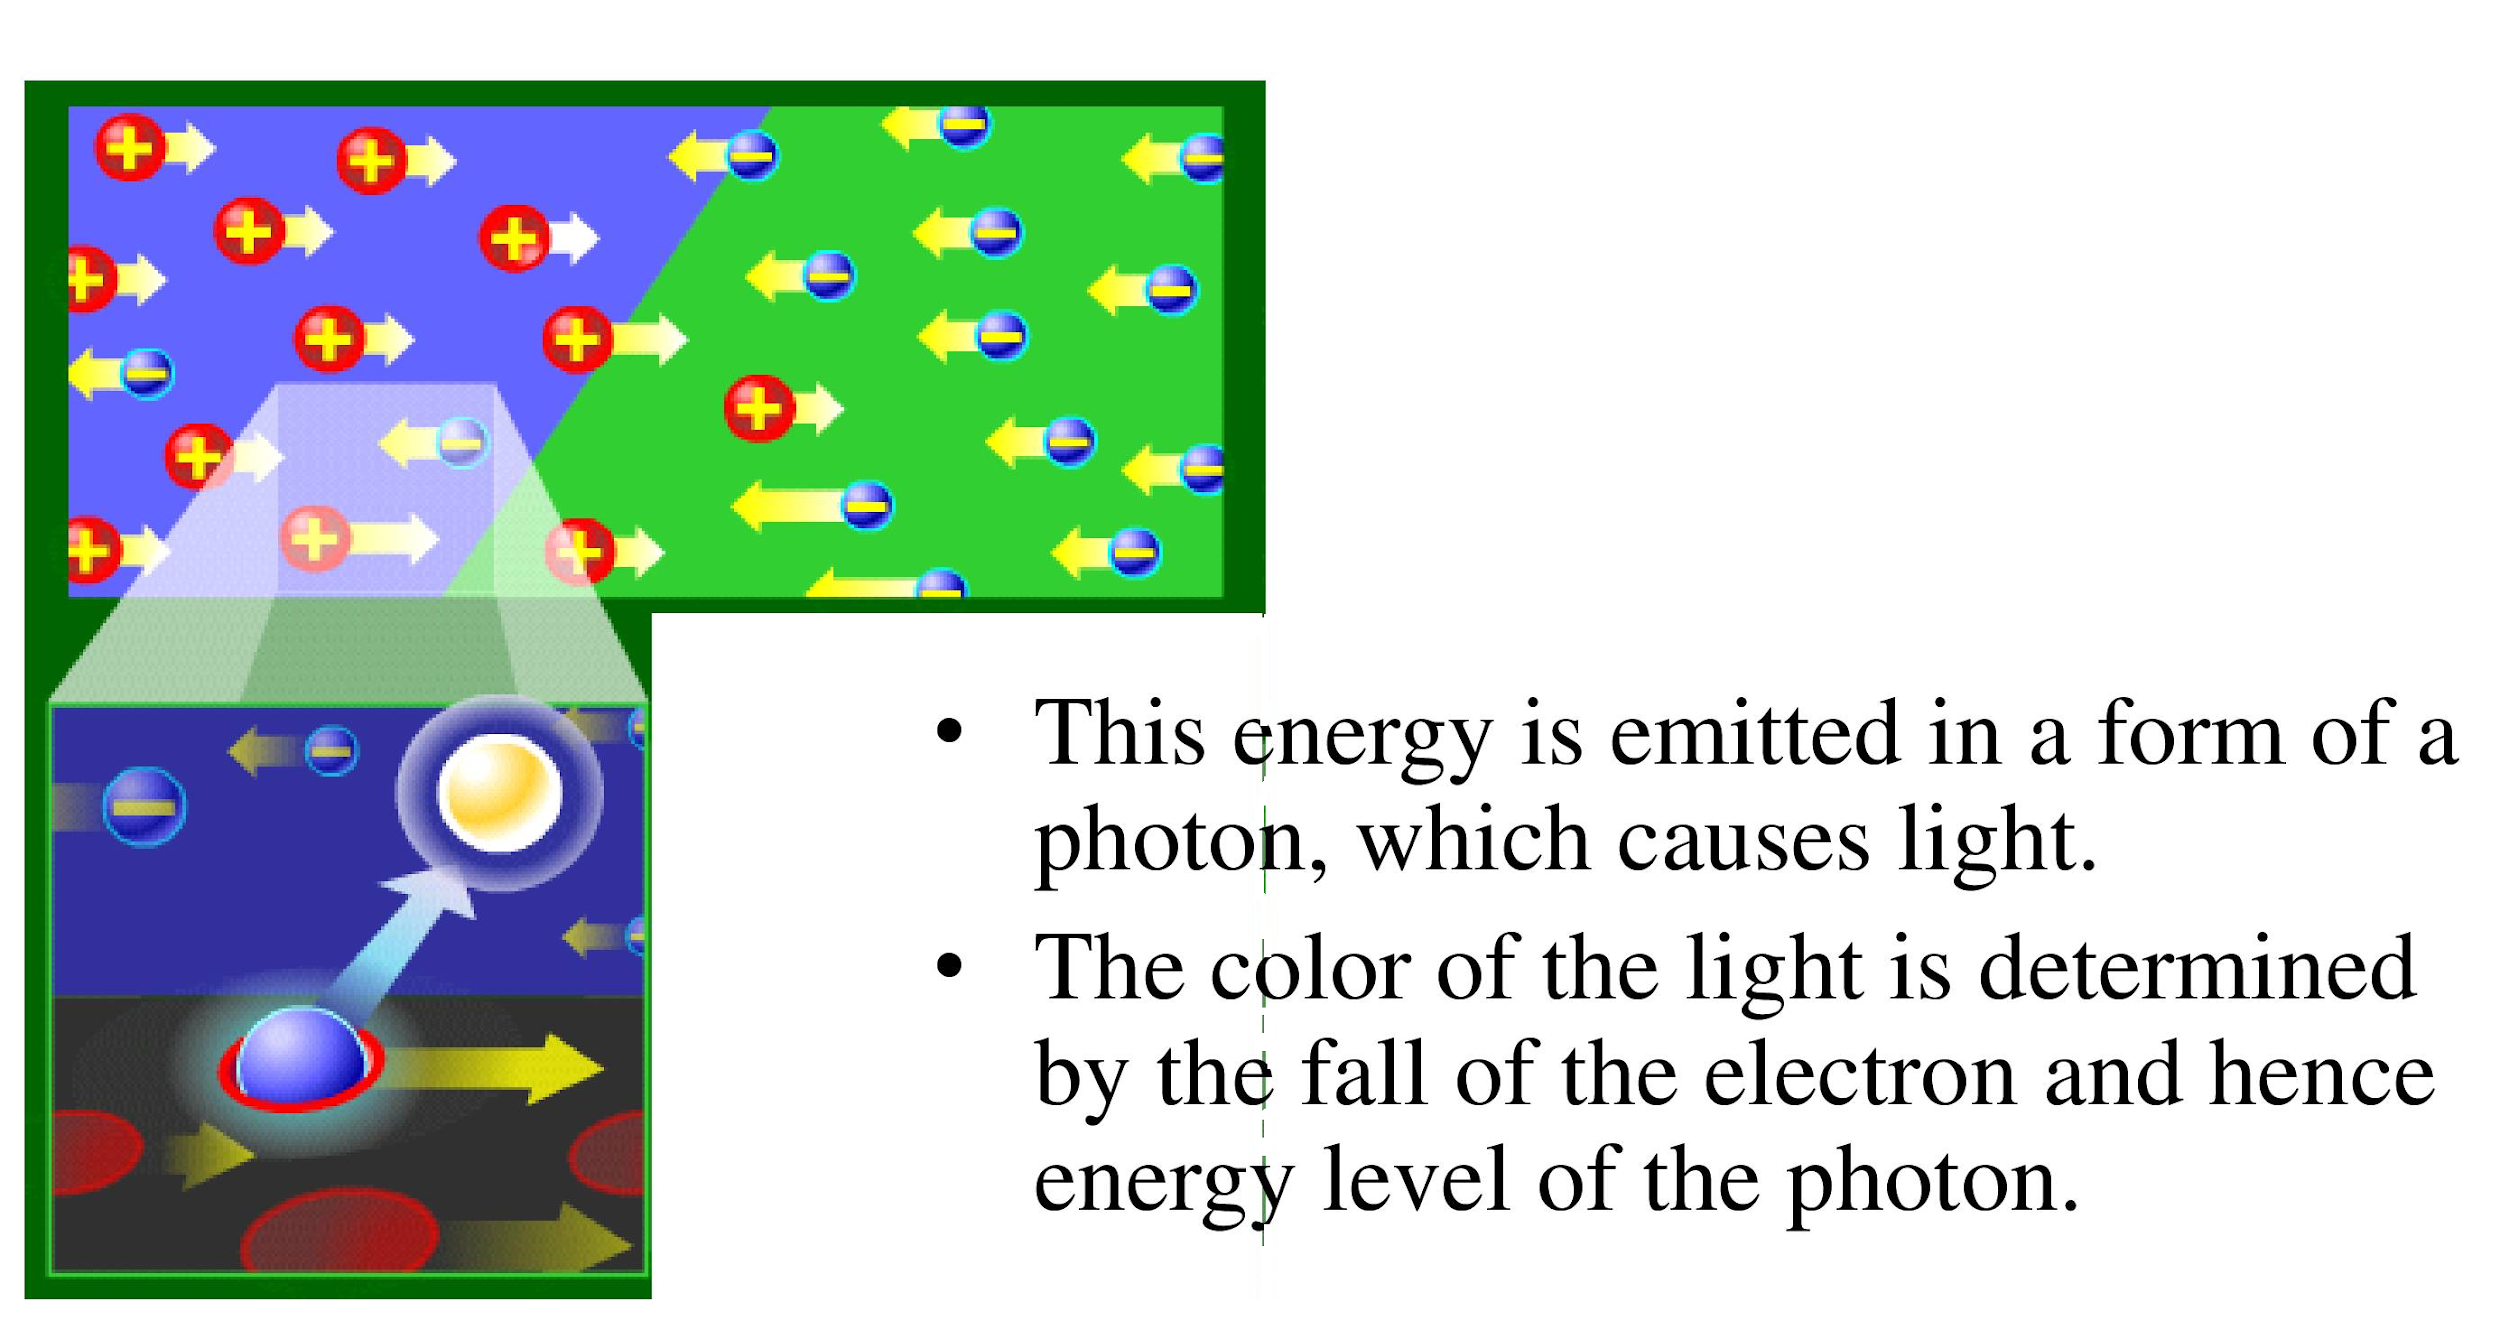 • This energy is emitted in a form of a
photon, which causes light.
• The color of the light is determined
by the fall of the electron and hence
energy level of the photon.